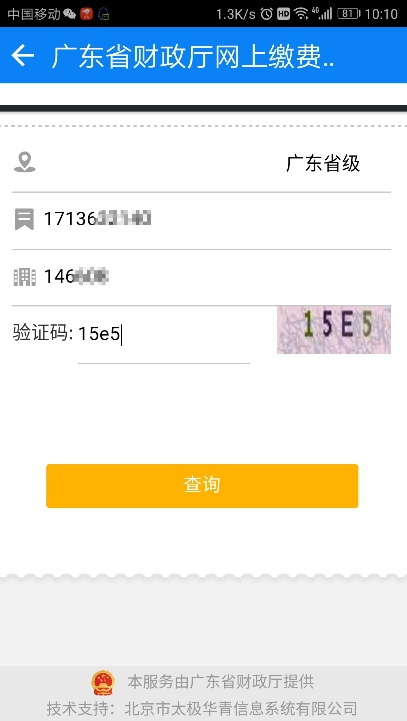 中国移动 1.3K/s HD 46 81 10:10
广东省财政厅网上缴费..
广东省级
17136
146
验证码: 15e5
15E5
查询
本服务由广东省财政厅提供
技术支持：北京市太极华青信息系统有限公司